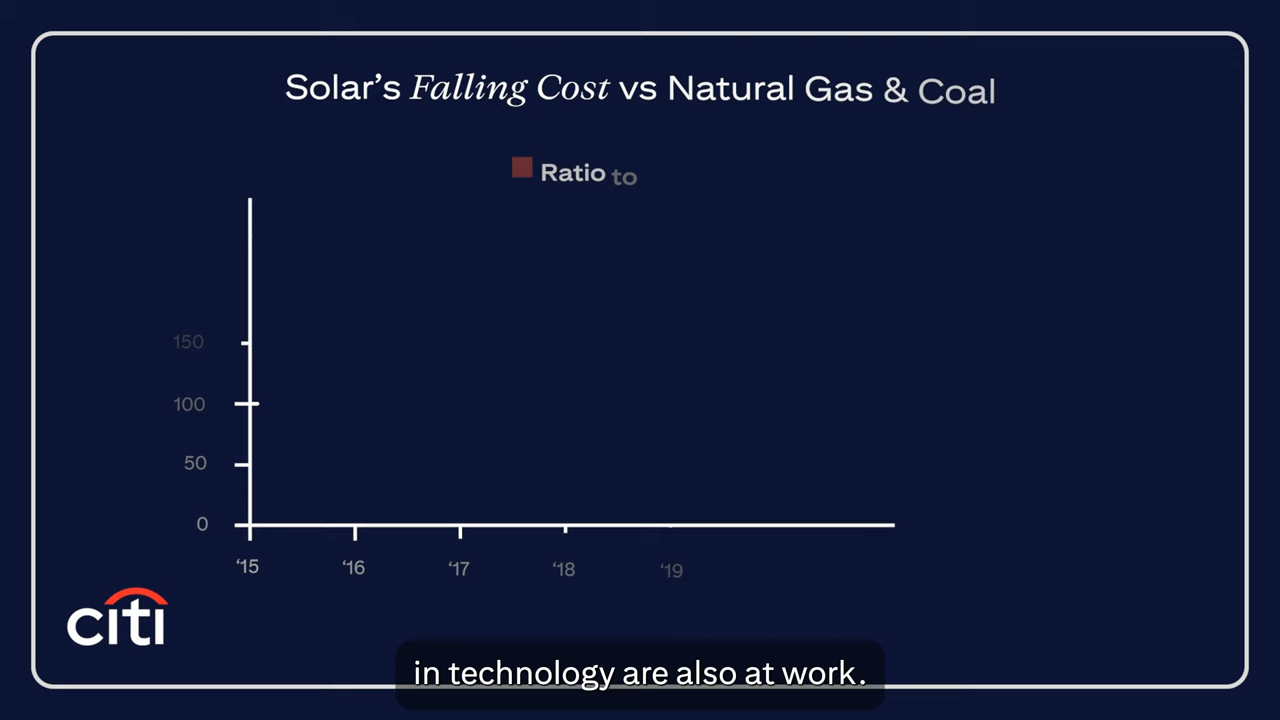 Solar’s Falling Cost vs Natural Gas & Coal
Ratio to
150
100
50
0
‘15 ‘16 ‘17 ‘18 ‘19
citi
in technology are also at work.